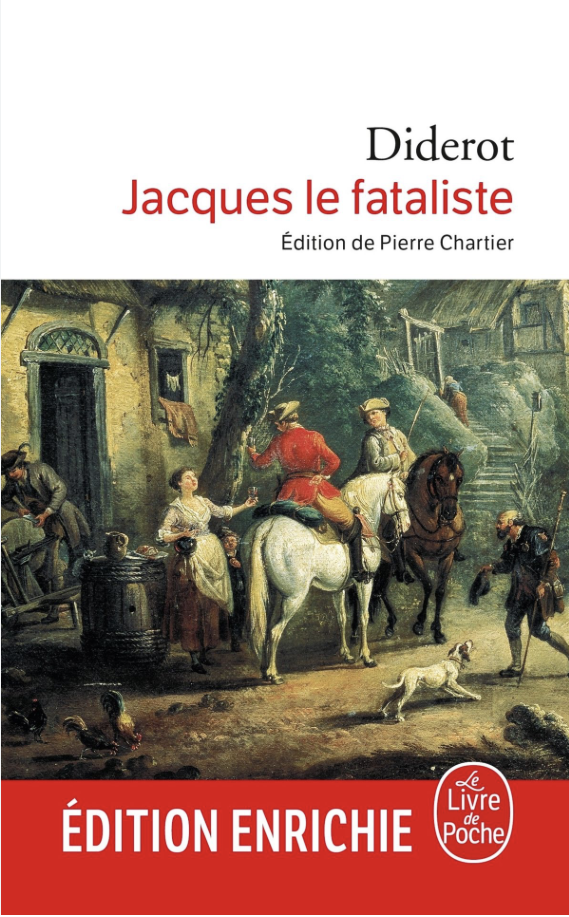 Diderot
Jacques le fataliste
Édition de Pierre Chartier
ÉDITION ENRICHIE
Le
Livre
de
Poche